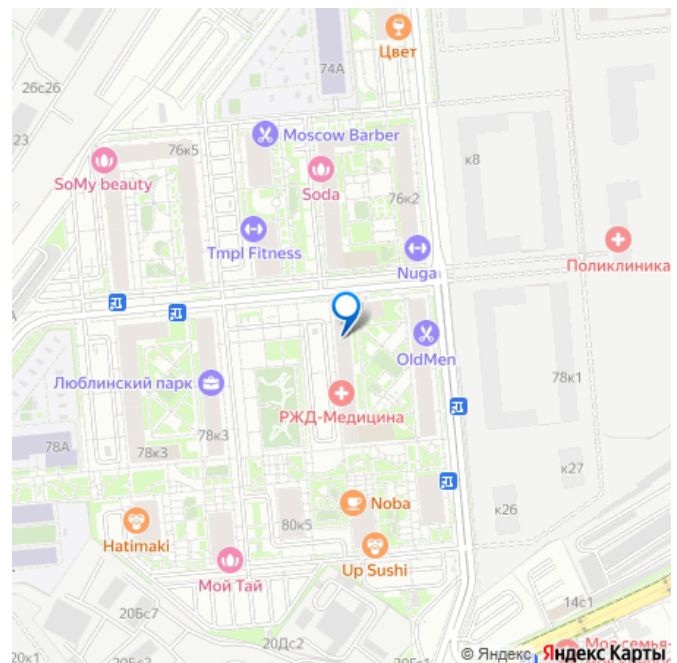 Цвет
74А
26с26
23
Moscow Barber
76к5
SoMy beauty
Soda
к8
76к2
Tmpl Fitness
Nuga
Поликлиника
OldMen
Люблинский парк
РЖД-Медицина
78к1
78А
78к3
78к3
к27
к26
Noba
80к5
Hatimaki
Up Sushi
Мой Тай
14с1
20Бс7
20Дс2
20к1
© Яндекс
Яндекс Карты